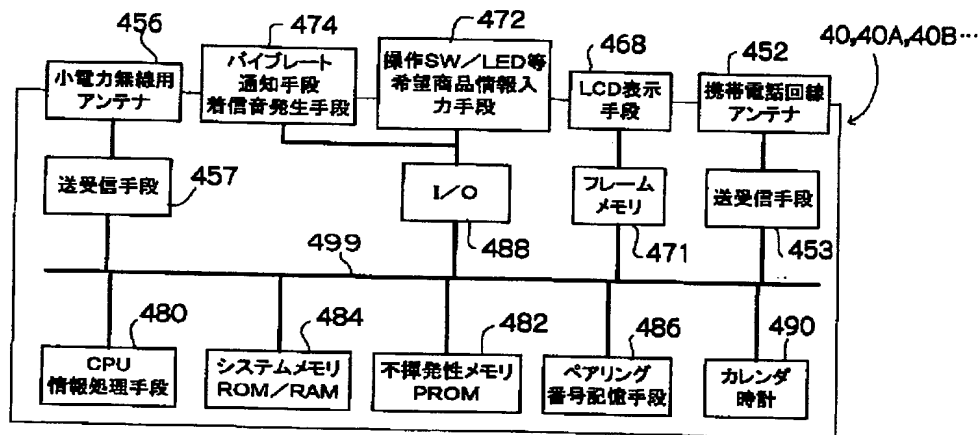 456
474
472
468
452
40,40A,40B…
小電力無線用
アンテナ
バイブレート
通知手段
着信音発生手段
操作SW/LED等
希望商品情報入
力手段
LCD表示
手段
携帯電話回線
アンテナ
送受信手段
457
I/O
488
フレーム
メモリ
471
送受信手段
453
499
480
484
482
486
490
CPU
情報処理手段
システムメモリ
ROM/RAM
不揮発性メモリ
PROM
ペアリング
番号記憶手段
カレンダ
時計